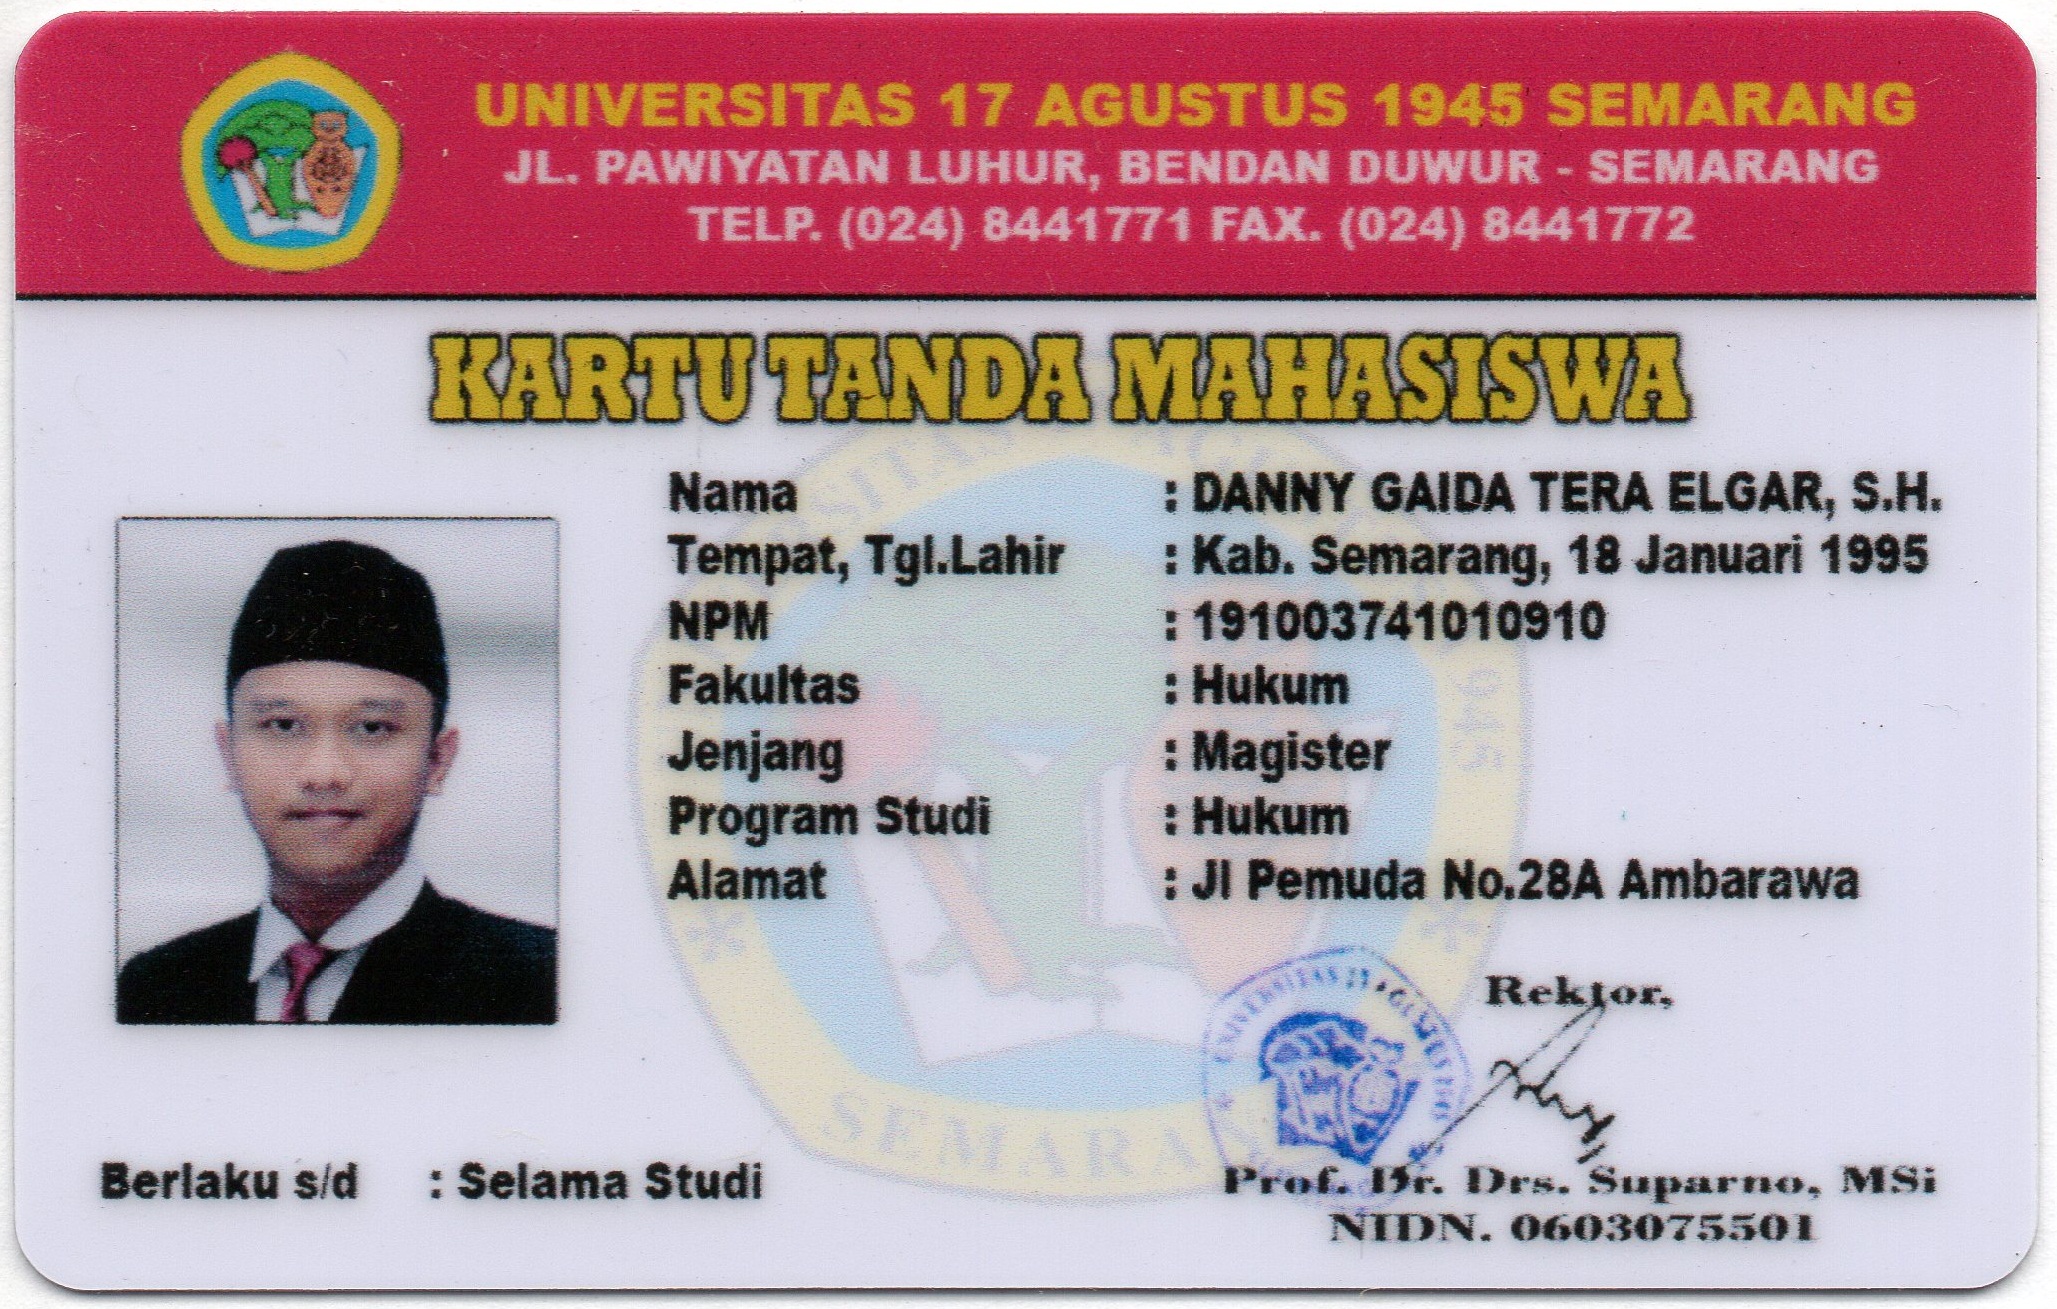 UNIVERSITAS 17 AGUSTUS 1945 SEMARANG
JL. PAWIYATAN LUHUR, BENDAN DUWUR - SEMARANG
TELP. (024) 8441771 FAX. (024) 8441772
KARTU TANDA MAHASISWA
Nama : DANNY GAIDA TERA ELGAR, S.H.
Tempat, Tgl.Lahir : Kab. Semarang, 18 Januari 1995
NPM : 191003741010910
Fakultas : Hukum
Jenjang : Magister
Program Studi : Hukum
Alamat : Jl Pemuda No.28A Ambarawa
Rektor,
Prof. Dr. Drs. Suparno, MSi
NIDN. 0603075501
Berlaku s/d : Selama Studi